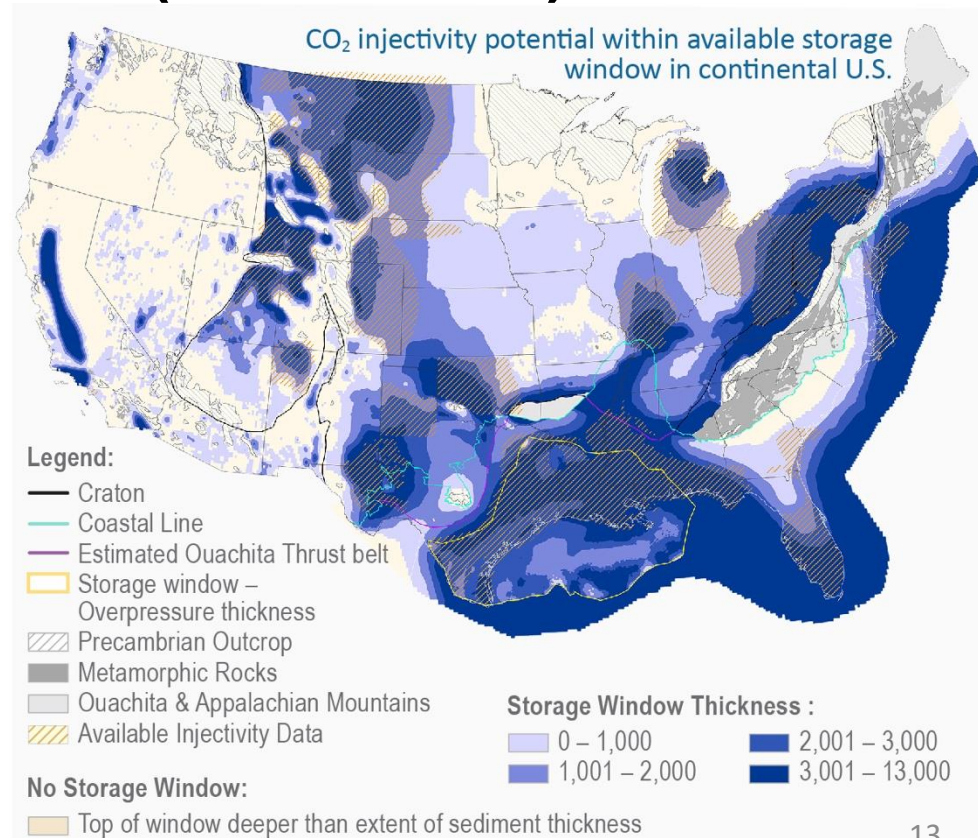 CO₂ injectivity potential within available storage
window in continental U.S.
Legend:
Craton
Coastal Line
Estimated Ouachita Thrust belt
Storage window –
Overpressure thickness
Precambrian Outcrop
Metamorphic Rocks
Ouachita & Appalachian Mountains
Available Injectivity Data
No Storage Window:
Top of window deeper than extent of sediment thickness
Storage Window Thickness :
0 – 1,000
1,001 – 2,000
2,001 – 3,000
3,001 – 13,000
13